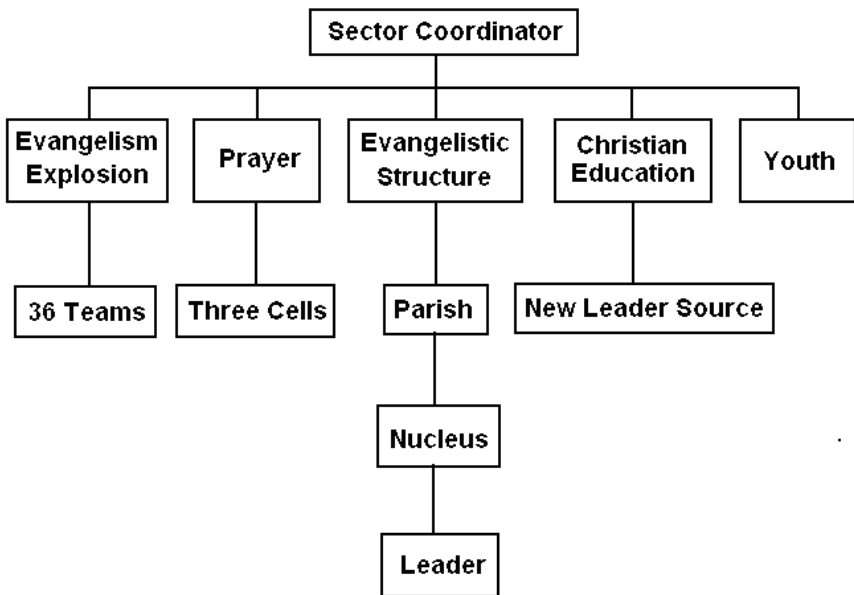 Sector Coordinator
Evangelism
Explosion
Prayer
Evangelistic
Structure
Christian
Education
Youth
36 Teams
Three Cells
Parish
New Leader Source
Nucleus
Leader